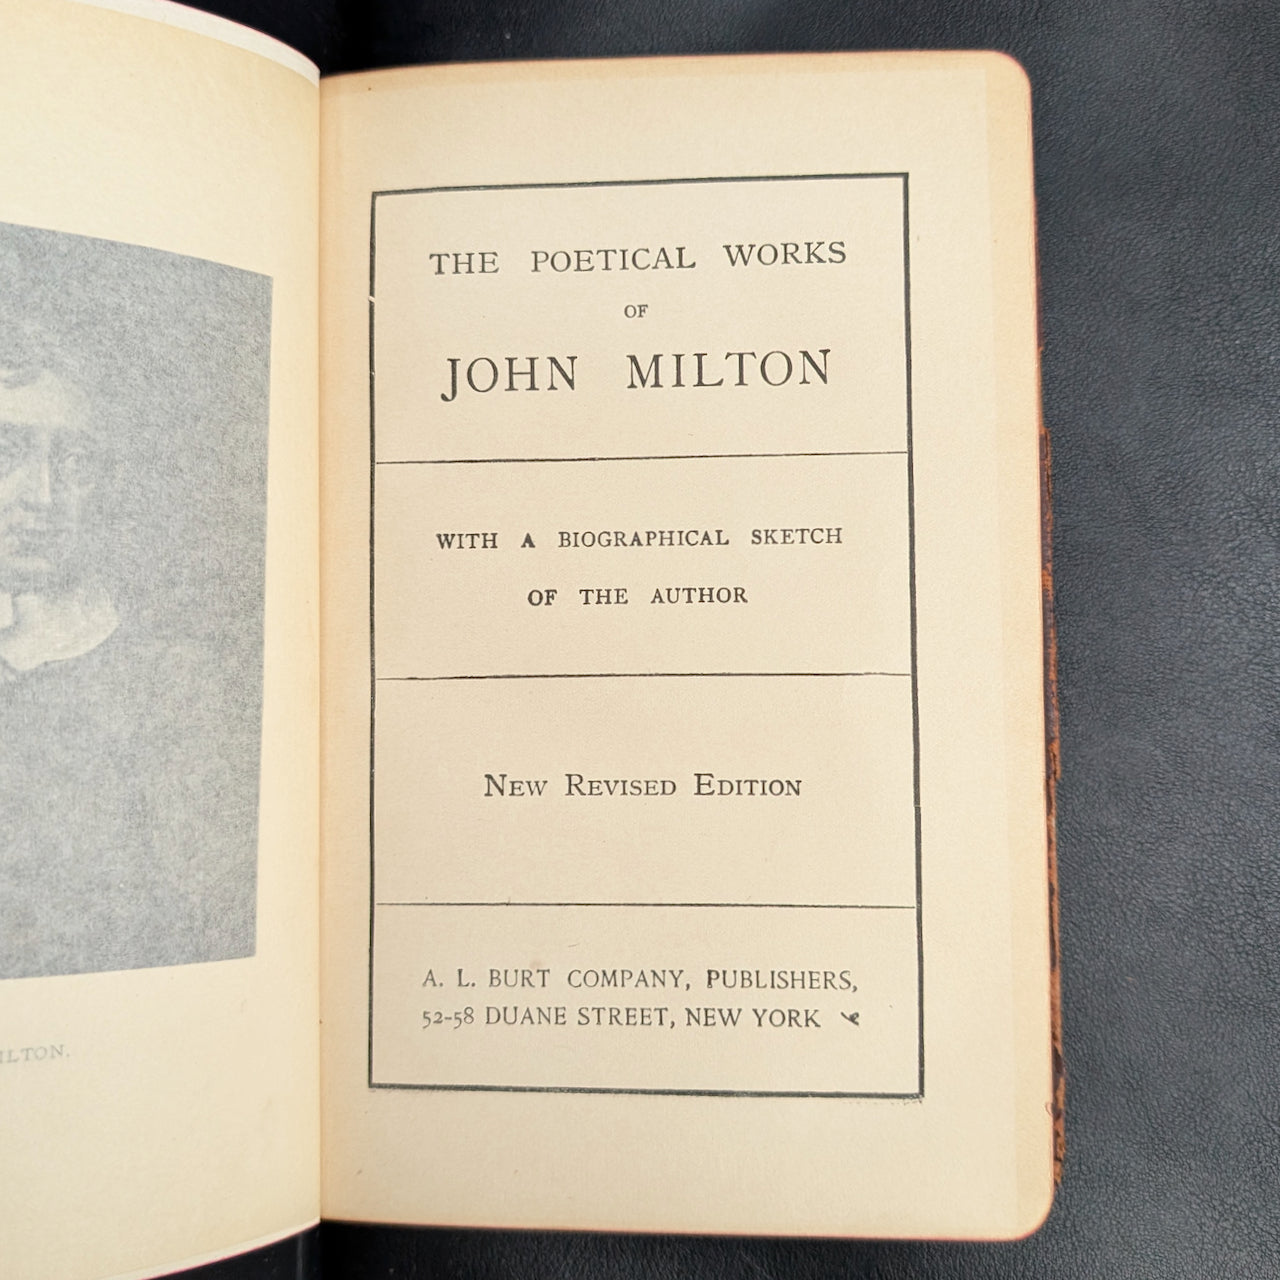 THE POETICAL WORKS
OF
JOHN MILTON
WITH A BIOGRAPHICAL SKETCH
OF THE AUTHOR
NEW REVISED EDITION
A. L. BURT COMPANY, PUBLISHERS,
52-58 DUANE STREET, NEW YORK
ILTON.